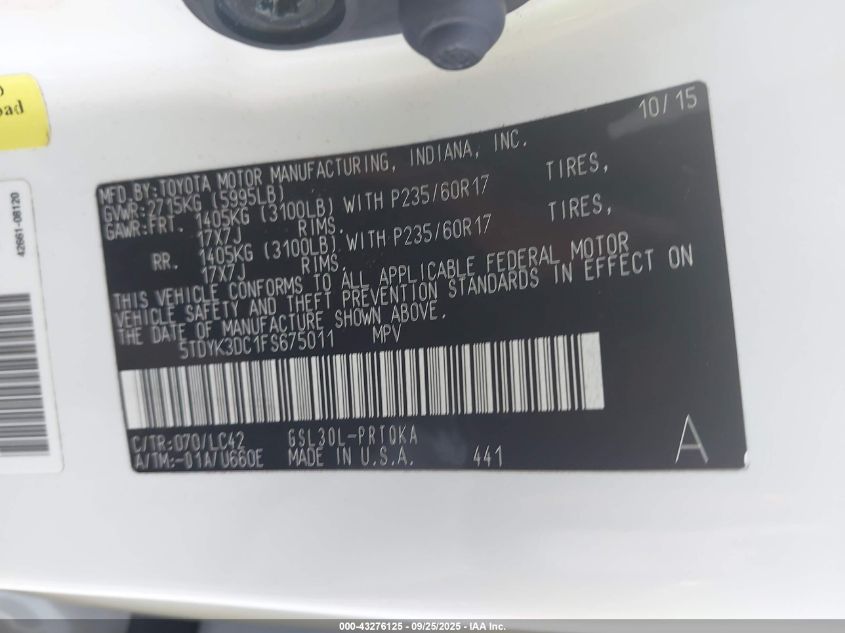 oad
42661-08120
10/15
MFD.BY:TOYOTA MOTOR MANUFACTURING, INDIANA, INC.
GVWR:2715KG (5995LB)
GAWR:FRT. 1405KG (3100LB) WITH P235/60R17 TIRES,
17X7J RIMS.
RR. 1405KG (3100LB) WITH P235/60R17 TIRES,
17X7J RIMS.
THIS VEHICLE CONFORMS TO ALL APPLICABLE FEDERAL MOTOR
VEHICLE SAFETY AND THEFT PREVENTION STANDARDS IN EFFECT ON
THE DATE OF MANUFACTURE SHOWN ABOVE.
5TDYK3DC1FS675011 MPV
C/TR:070/LC42 GSL30L-PRTQKA
A/TM:-01A/U660E MADE IN U.S.A. 441
A
000-43276125 - 09/25/2025 - IAA Inc.